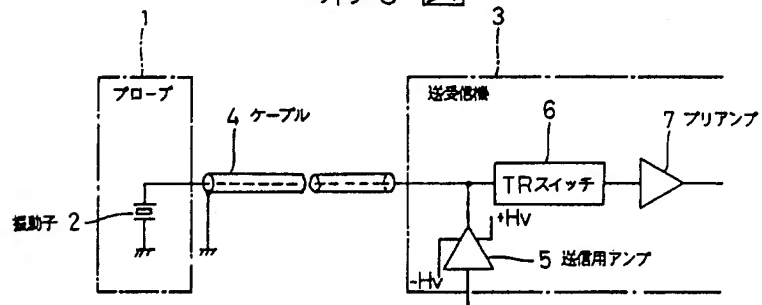 1
3
プローブ
4 ケーブル
送受信機
6
7 プリアンプ
TRスイッチ
振動子 2
+Hv
-Hv
5 送信用アンプ